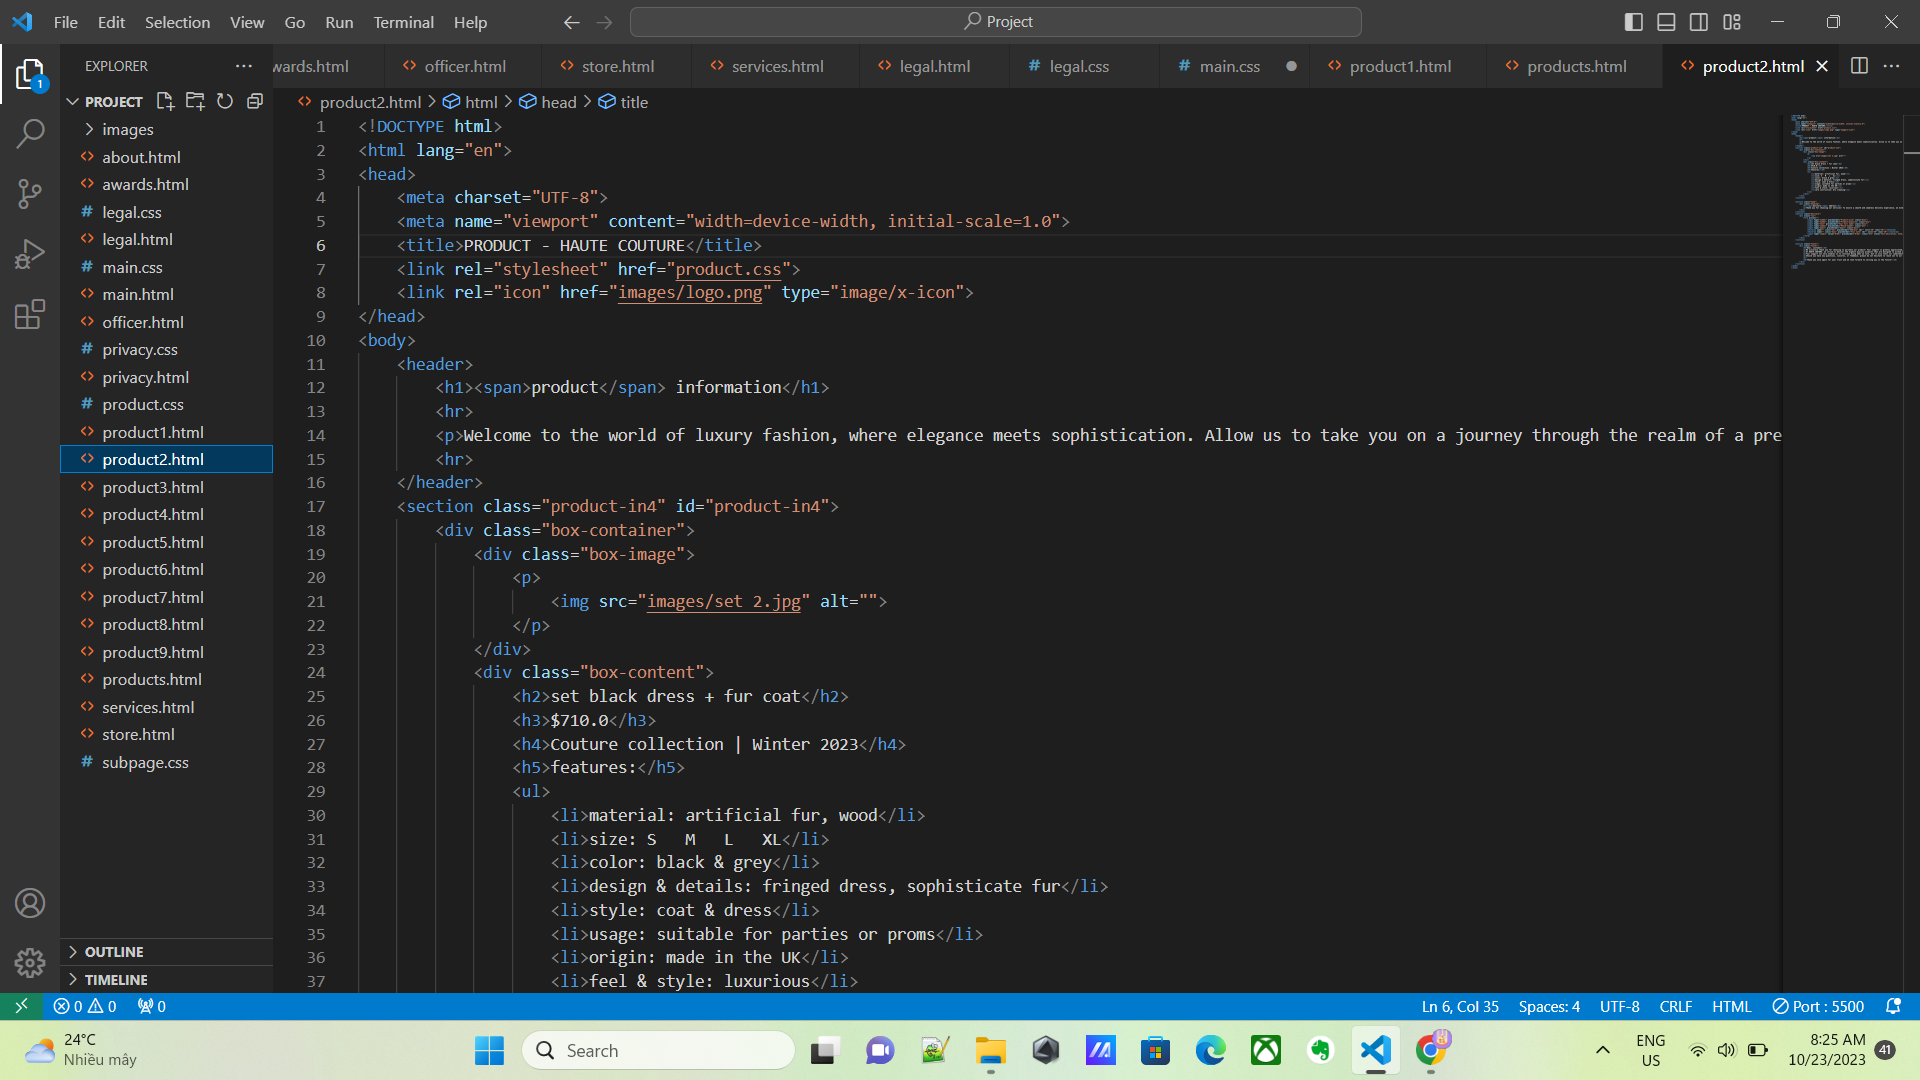 File Edit Selection View Go Run Terminal Help
Project
EXPLORER
wards.html officer.html store.html services.html legal.html legal.css main.css product1.html products.html product2.html
PROJECT
product2.html > html > head > title
images
about.html
awards.html
legal.css
legal.html
main.css
main.html
officer.html
privacy.css
privacy.html
product.css
product1.html
product2.html
product3.html
product4.html
product5.html
product6.html
product7.html
product8.html
product9.html
products.html
services.html
store.html
subpage.css
OUTLINE
TIMELINE
1 <!DOCTYPE html>
2 <html lang="en">
3 <head>
4 <meta charset="UTF-8">
5 <meta name="viewport" content="width=device-width, initial-scale=1.0">
6 <title>PRODUCT - HAUTE COUTURE</title>
7 <link rel="stylesheet" href="product.css">
8 <link rel="icon" href="images/logo.png" type="image/x-icon">
9 </head>
10 <body>
11 <header>
12 <h1><span>product</span> information</h1>
13 <hr>
14 <p>Welcome to the world of luxury fashion, where elegance meets sophistication. Allow us to take you on a journey through the realm of a pre
15 <hr>
16 </header>
17 <section class="product-in4" id="product-in4">
18 <div class="box-container">
19 <div class="box-image">
20 <p>
21 <img src="images/set 2.jpg" alt="">
22 </p>
23 </div>
24 <div class="box-content">
25 <h2>set black dress + fur coat</h2>
26 <h3>$710.0</h3>
27 <h4>Couture collection | Winter 2023</h4>
28 <h5>features:</h5>
29 <ul>
30 <li>material: artificial fur, wood</li>
31 <li>size: S M L XL</li>
32 <li>color: black & grey</li>
33 <li>design & details: fringed dress, sophisticate fur</li>
34 <li>style: coat & dress</li>
35 <li>usage: suitable for parties or proms</li>
36 <li>origin: made in the UK</li>
37 <li>feel & style: luxurious</li>
0 0 0
Ln 6, Col 35 Spaces: 4 UTF-8 CRLF HTML Port : 5500
24°C
Nhiều mây
Search
ENG
US
8:25 AM
10/23/2023
41
1